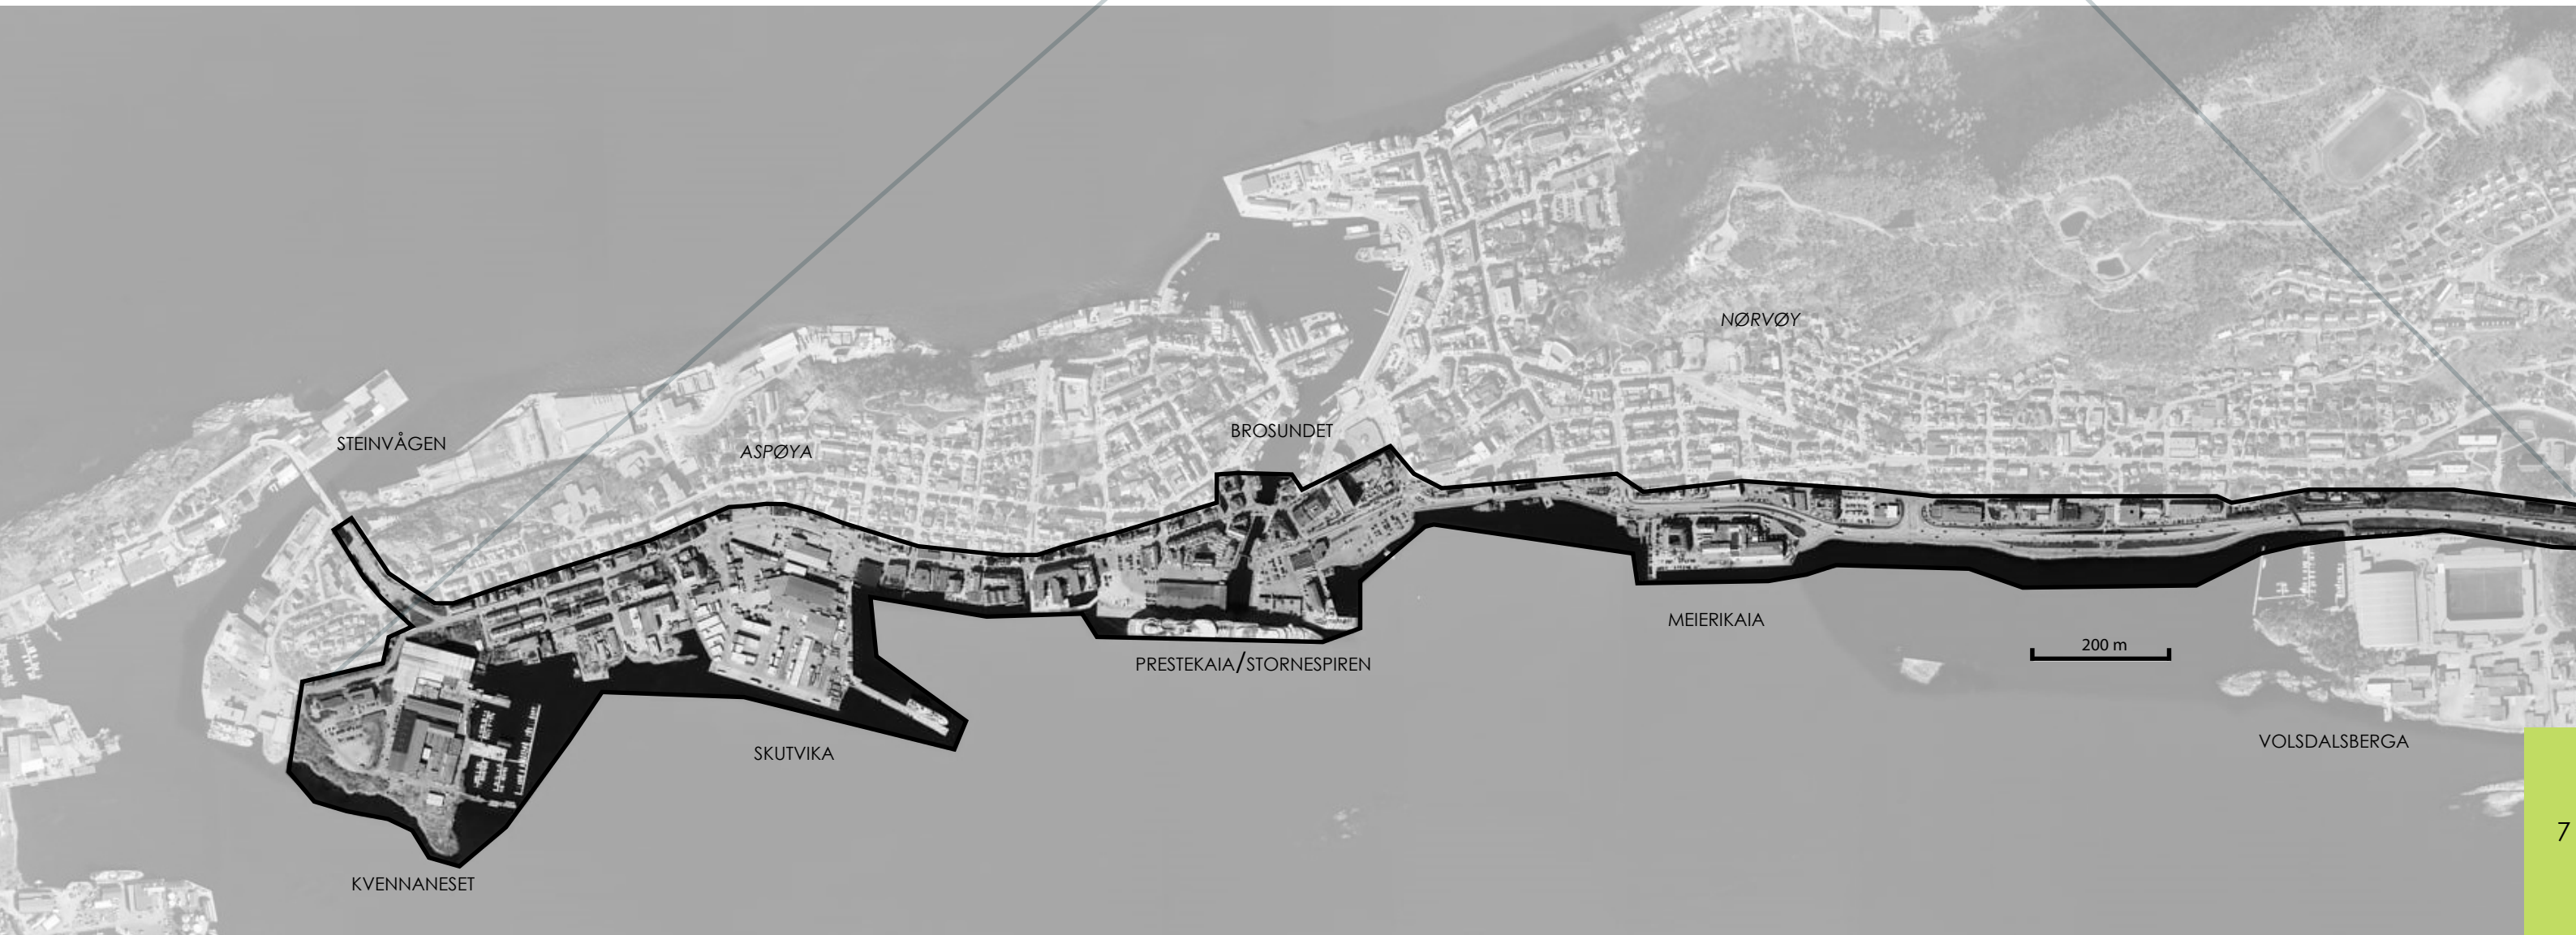 NØRVØY
BROSUNDET
STEINVÅGEN
ASPØYA
MEIERIKAIA
200 m
PRESTEKAIA/STORNESPIREN
VOLSDALSBERGA
SKUTVIKA
7
KVENNANESET